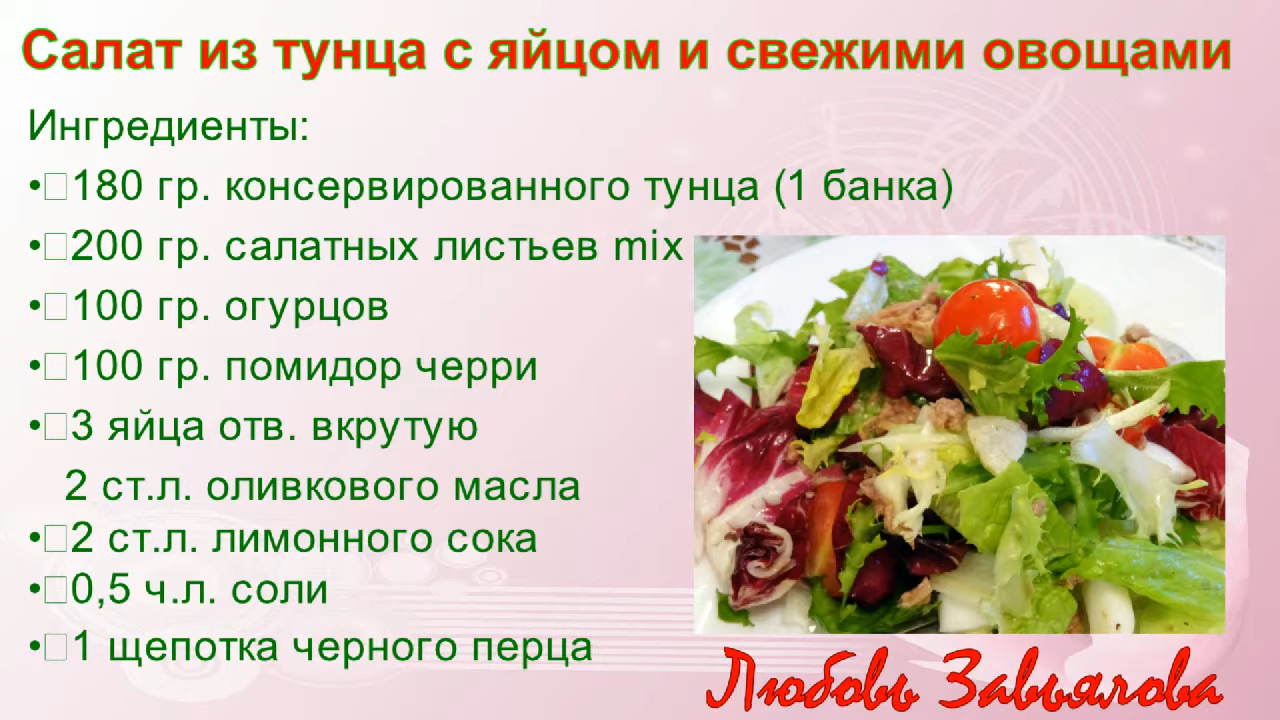 Салат из тунца с яйцом и свежими овощами
Ингредиенты:
•□180 гр. консервированного тунца (1 банка)
•□200 гр. салатных листьев mix
•□100 гр. огурцов
•□100 гр. помидор черри
•□3 яйца отв. вкрутую
2 ст.л. оливкового масла
•□2 ст.л. лимонного сока
•□0,5 ч.л. соли
•□1 щепотка черного перца
Любовь Завьялова